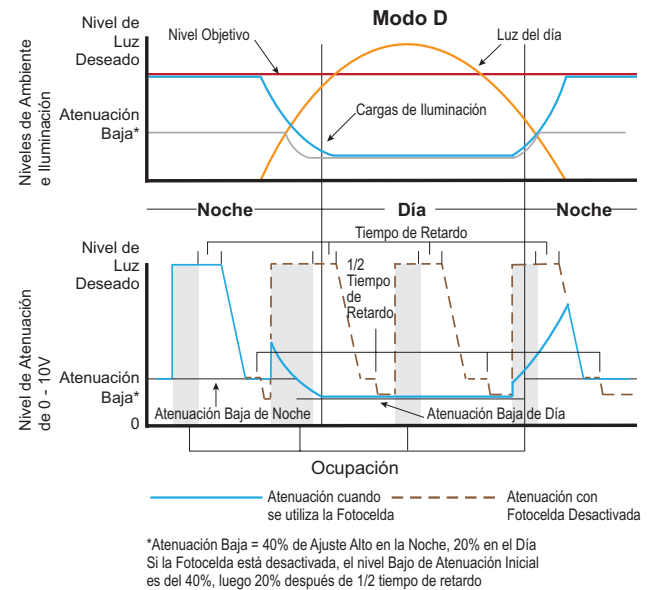 Modo D
Nivel de
Luz
Deseado
Nivel Objetivo
Luz del día
Atenuación
Baja*
Cargas de Iluminación
Niveles de Ambiente
e Iluminación
Noche
Día
Noche
Nivel de
Luz
Deseado
Tiempo de Retardo
1/2
Tiempo
de
Retardo
Nivel de Atenuación
de 0 - 10V
Atenuación
Baja*
0
Atenuación Baja de Noche
Atenuación Baja de Día
Ocupación
Atenuación cuando
se utiliza la Fotocelda
Atenuación con
Fotocelda Desactivada
*Atenuación Baja = 40% de Ajuste Alto en la Noche, 20% en el Día
Si la Fotocelda está desactivada, el nivel Bajo de Atenuación Inicial
es del 40%, luego 20% después de 1/2 tiempo de retardo